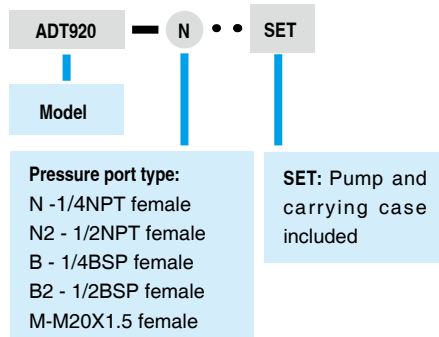 ADT920 — N • • SET
Model
Pressure port type:
N -1/4NPT female
N2 - 1/2NPT female
B - 1/4BSP female
B2 - 1/2BSP female
M-M20X1.5 female
SET: Pump and
carrying case
included